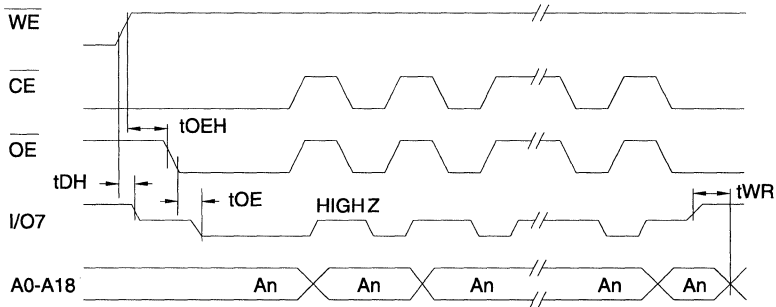 WE
CE
tOEH
OE
tDH
tOE
HIGH Z
tWR
I/O7
A0-A18 An An An An An